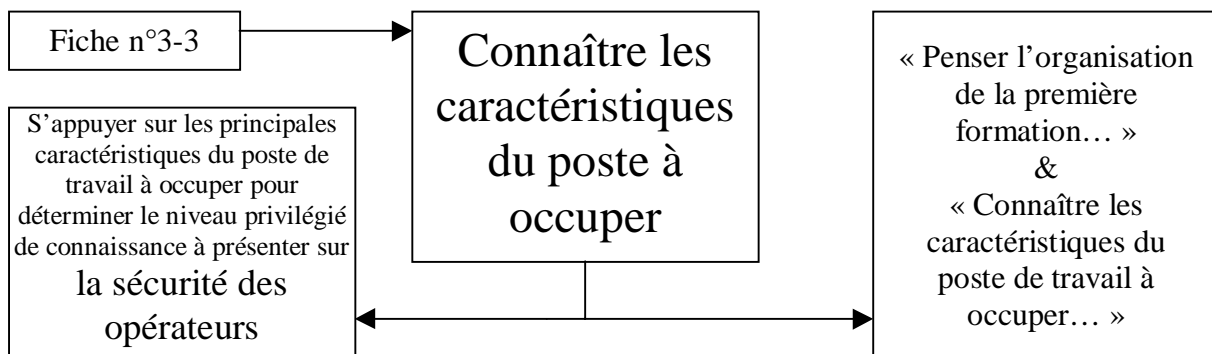 Fiche n°3-3
Connaître les
caractéristiques
du poste à
occuper
S’appuyer sur les principales
caractéristiques du poste de
travail à occuper pour
déterminer le niveau privilégié
de connaissance à présenter sur
la sécurité des
opérateurs
« Penser l’organisation
de la première
formation… »
&
« Connaître les
caractéristiques du
poste de travail à
occuper… »